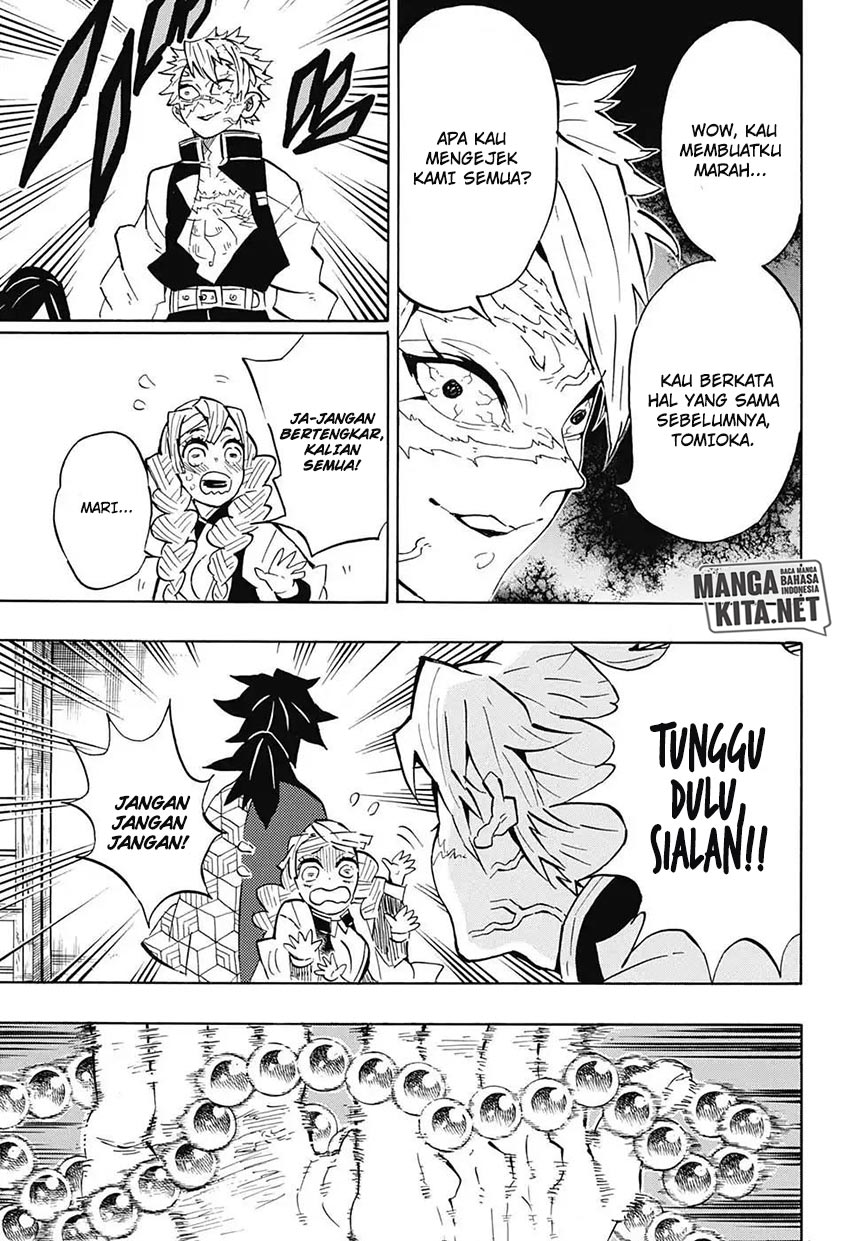 WOW, KAU
MEMBUATKU
MARAH...
KAU BERKATA
HAL YANG SAMA
SEBELUMNYA,
TOMIOKA.
APA KAU
MENGEJEK
KAMI SEMUA?
JA-JANGAN
BERTENGKAR,
KALIAN
SEMUA!
MARI...
MANGA
KITA.NET
BACA MANGA
BAHASA
INDONESIA
TUNGGU
DULU,
SIALAN!!
JANGAN
JANGAN
JANGAN!